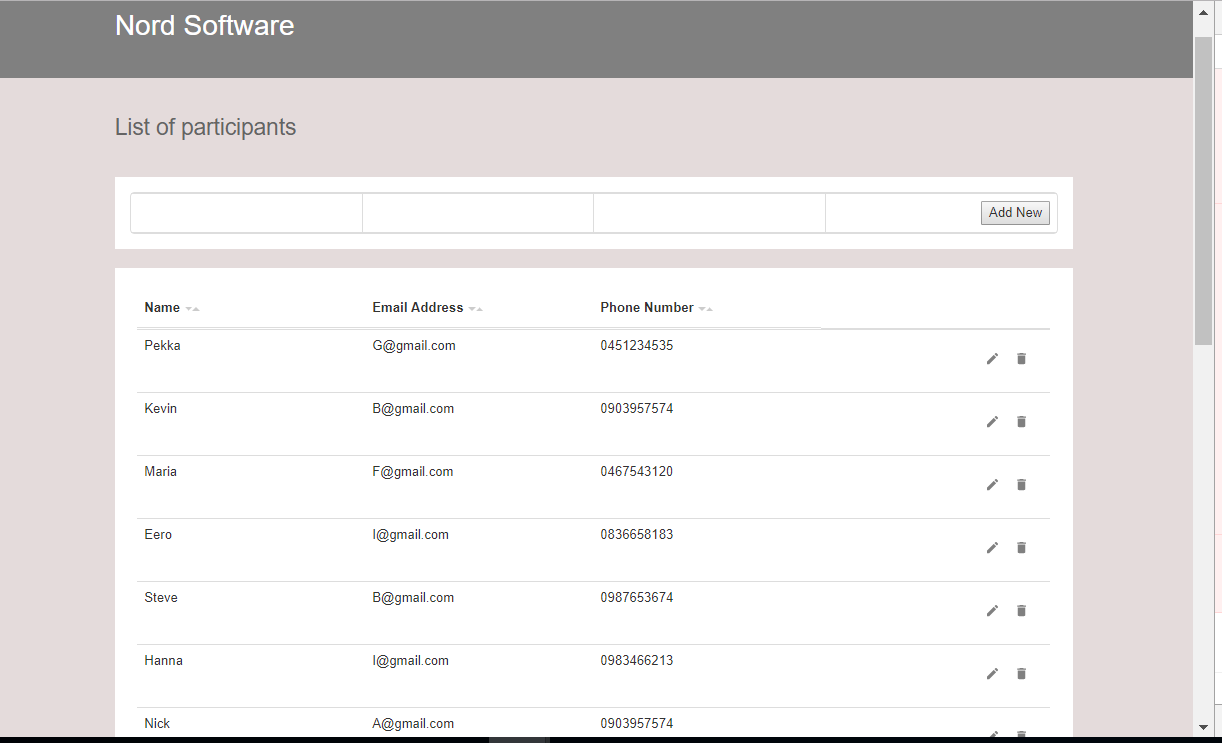 Nord Software
List of participants
Add New
Name Email Address Phone Number
Pekka G@gmail.com 0451234535
Kevin B@gmail.com 0903957574
Maria F@gmail.com 0467543120
Eero I@gmail.com 0836658183
Steve B@gmail.com 0987653674
Hanna I@gmail.com 0983466213
Nick A@gmail.com 0903957574